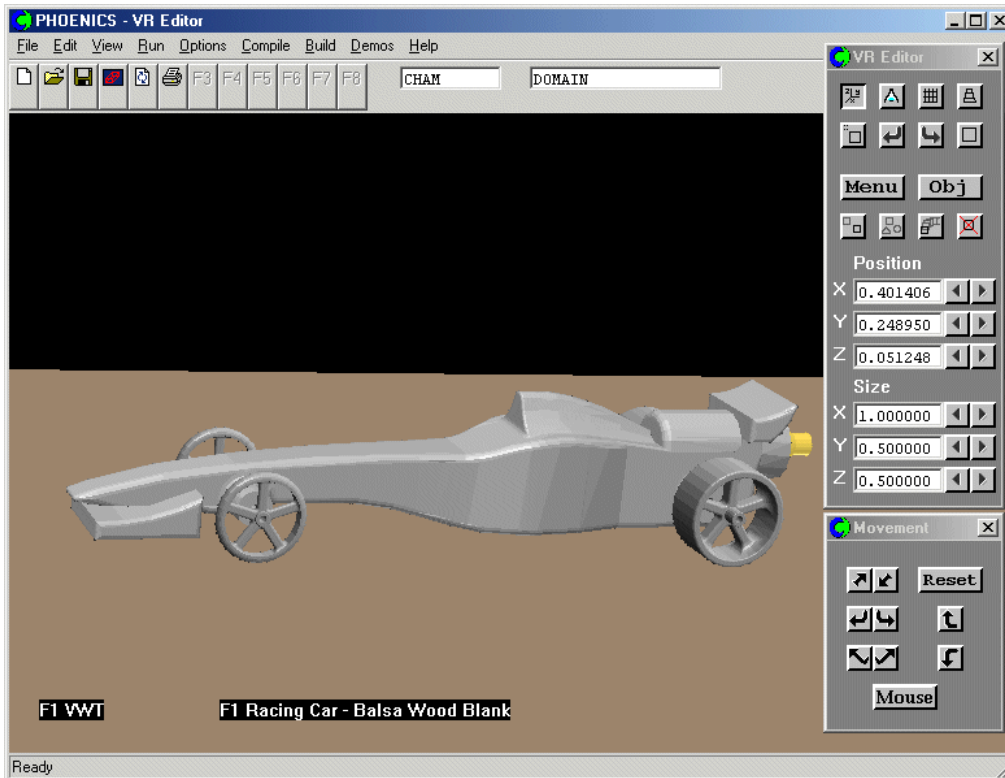 PHOENICS - VR Editor
File Edit View Run Options Compile Build Demos Help
F3 F4 F5 F6 F7 F8 CHAM DOMAIN
VR Editor
Menu Obj
Position
X 0.401406
Y 0.248950
Z 0.051248
Size
X 1.000000
Y 0.500000
Z 0.500000
Movement
Reset
Mouse
F1 VWT F1 Racing Car - Balsa Wood Blank
Ready